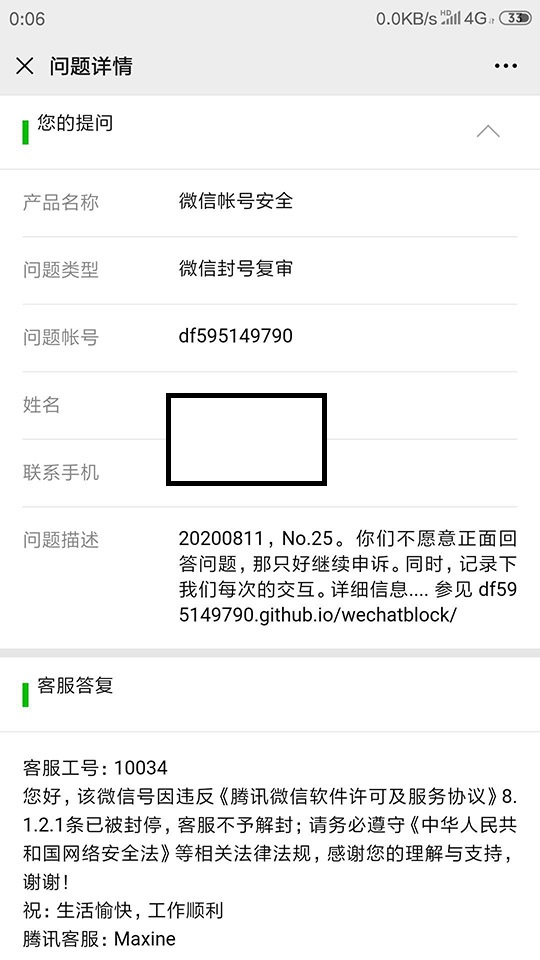 0:06 0.0KB/s HD 4G 33
问题详情
您的提问
产品名称 微信帐号安全
问题类型 微信封号复审
问题帐号 df595149790
姓名
联系手机
问题描述 20200811，No.25。你们不愿意正面回
答问题，那只好继续申诉。同时，记录下
我们每次的交互。详细信息.... 参见 df59
5149790.github.io/wechatblock/
客服答复
客服工号: 10034
您好，该微信号因违反《腾讯微信软件许可及服务协议》8.
1.2.1条已被封停，客服不予解封；请务必遵守《中华人民共
和国网络安全法》等相关法律法规，感谢您的理解与支持，
谢谢！
祝: 生活愉快，工作顺利
腾讯客服: Maxine